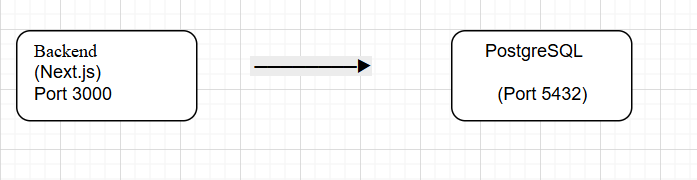 Backend
(Next.js)
Port 3000
PostgreSQL
(Port 5432)